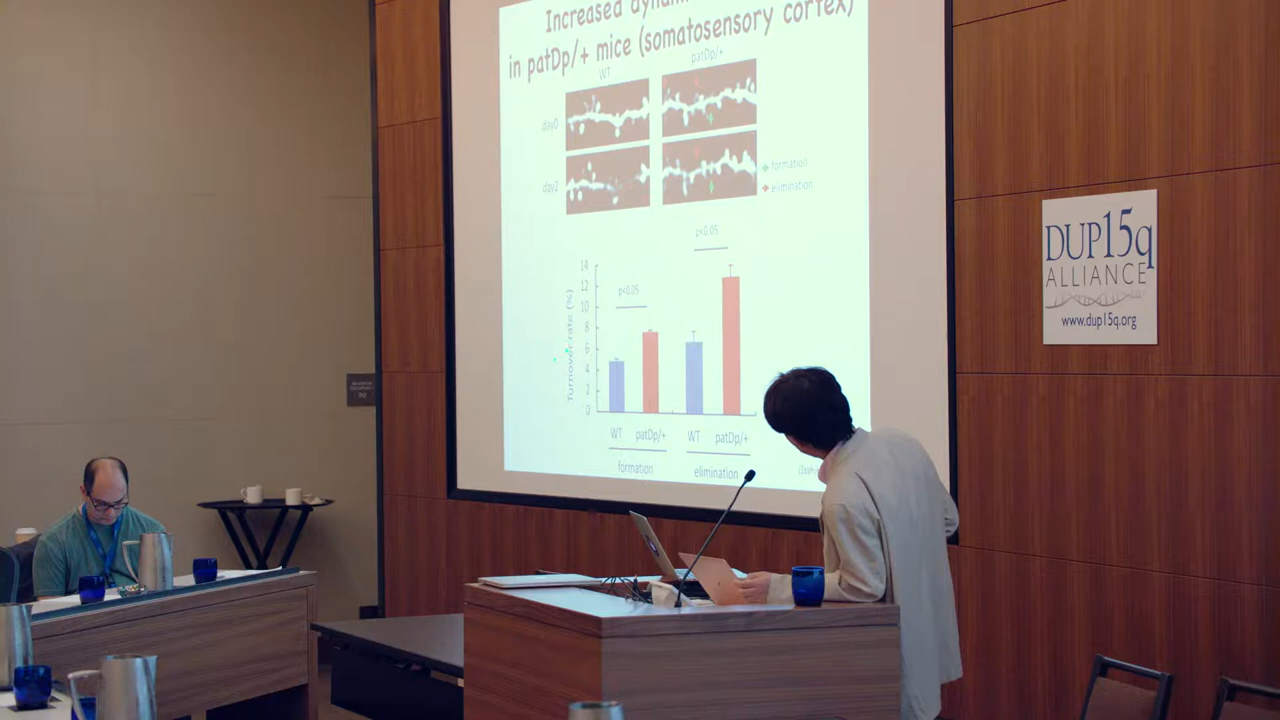 Increased
in patDp/+ mice (somatosensory cortex)
WT
patDp/+
day0
day2
formation
elimination
p<0.05
p<0.05
14
12
10
8
6
4
2
0
Turnover rate (%)
WT
patDp/+
WT
patDp/+
formation
elimination
DUP15q
ALLIANCE
www.dup15q.org